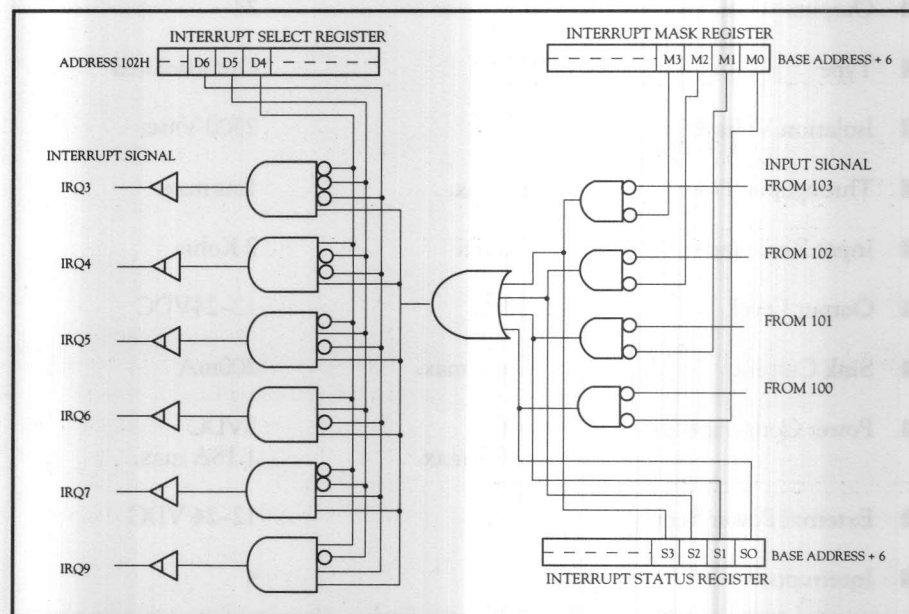 INTERRUPT SELECT REGISTER
ADDRESS 102H
D6 D5 D4
INTERRUPT MASK REGISTER
M3 M2 M1 M0
BASE ADDRESS + 6
INTERRUPT SIGNAL
INPUT SIGNAL
IRQ3
FROM 103
IRQ4
FROM 102
IRQ5
FROM 101
IRQ6
FROM 100
IRQ7
IRQ9
S3 S2 S1 SO
BASE ADDRESS + 6
INTERRUPT STATUS REGISTER